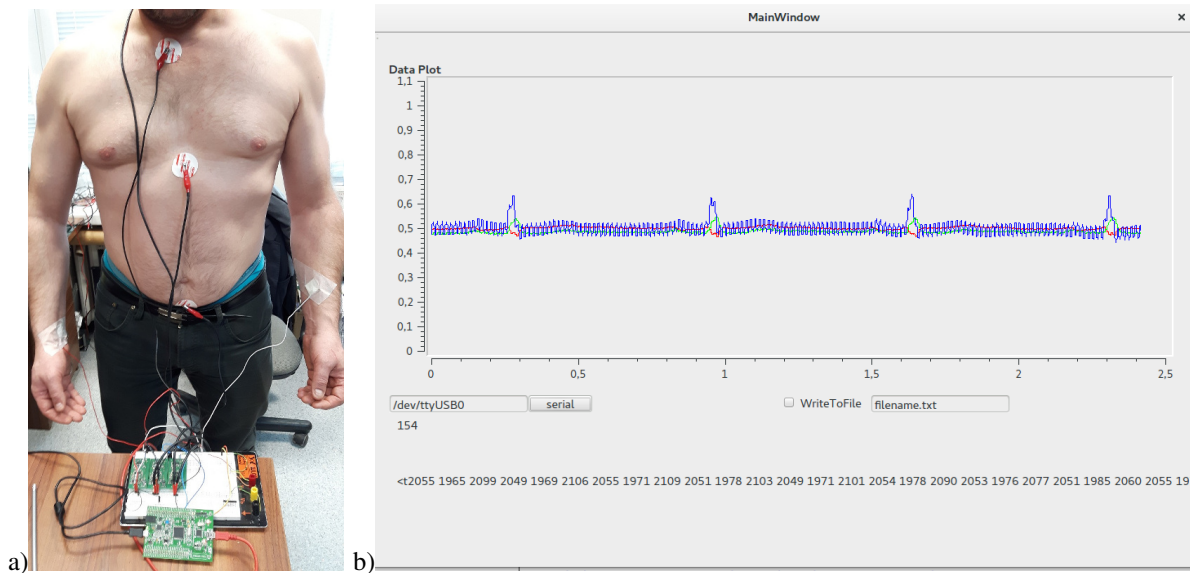 MainWindow
×
Data Plot
1,1
1
0,9
0,8
0,7
0,6
0,5
0,4
0,3
0,2
0,1
0
0 0,5 1 1,5 2 2,5
/dev/ttyUSB0 serial WriteToFile filename.txt
154
<t2055 1965 2099 2049 1969 2106 2055 1971 2109 2051 1978 2103 2049 1971 2101 2054 1978 2090 2053 1976 2077 2051 1985 2060 2055 19
a) b)